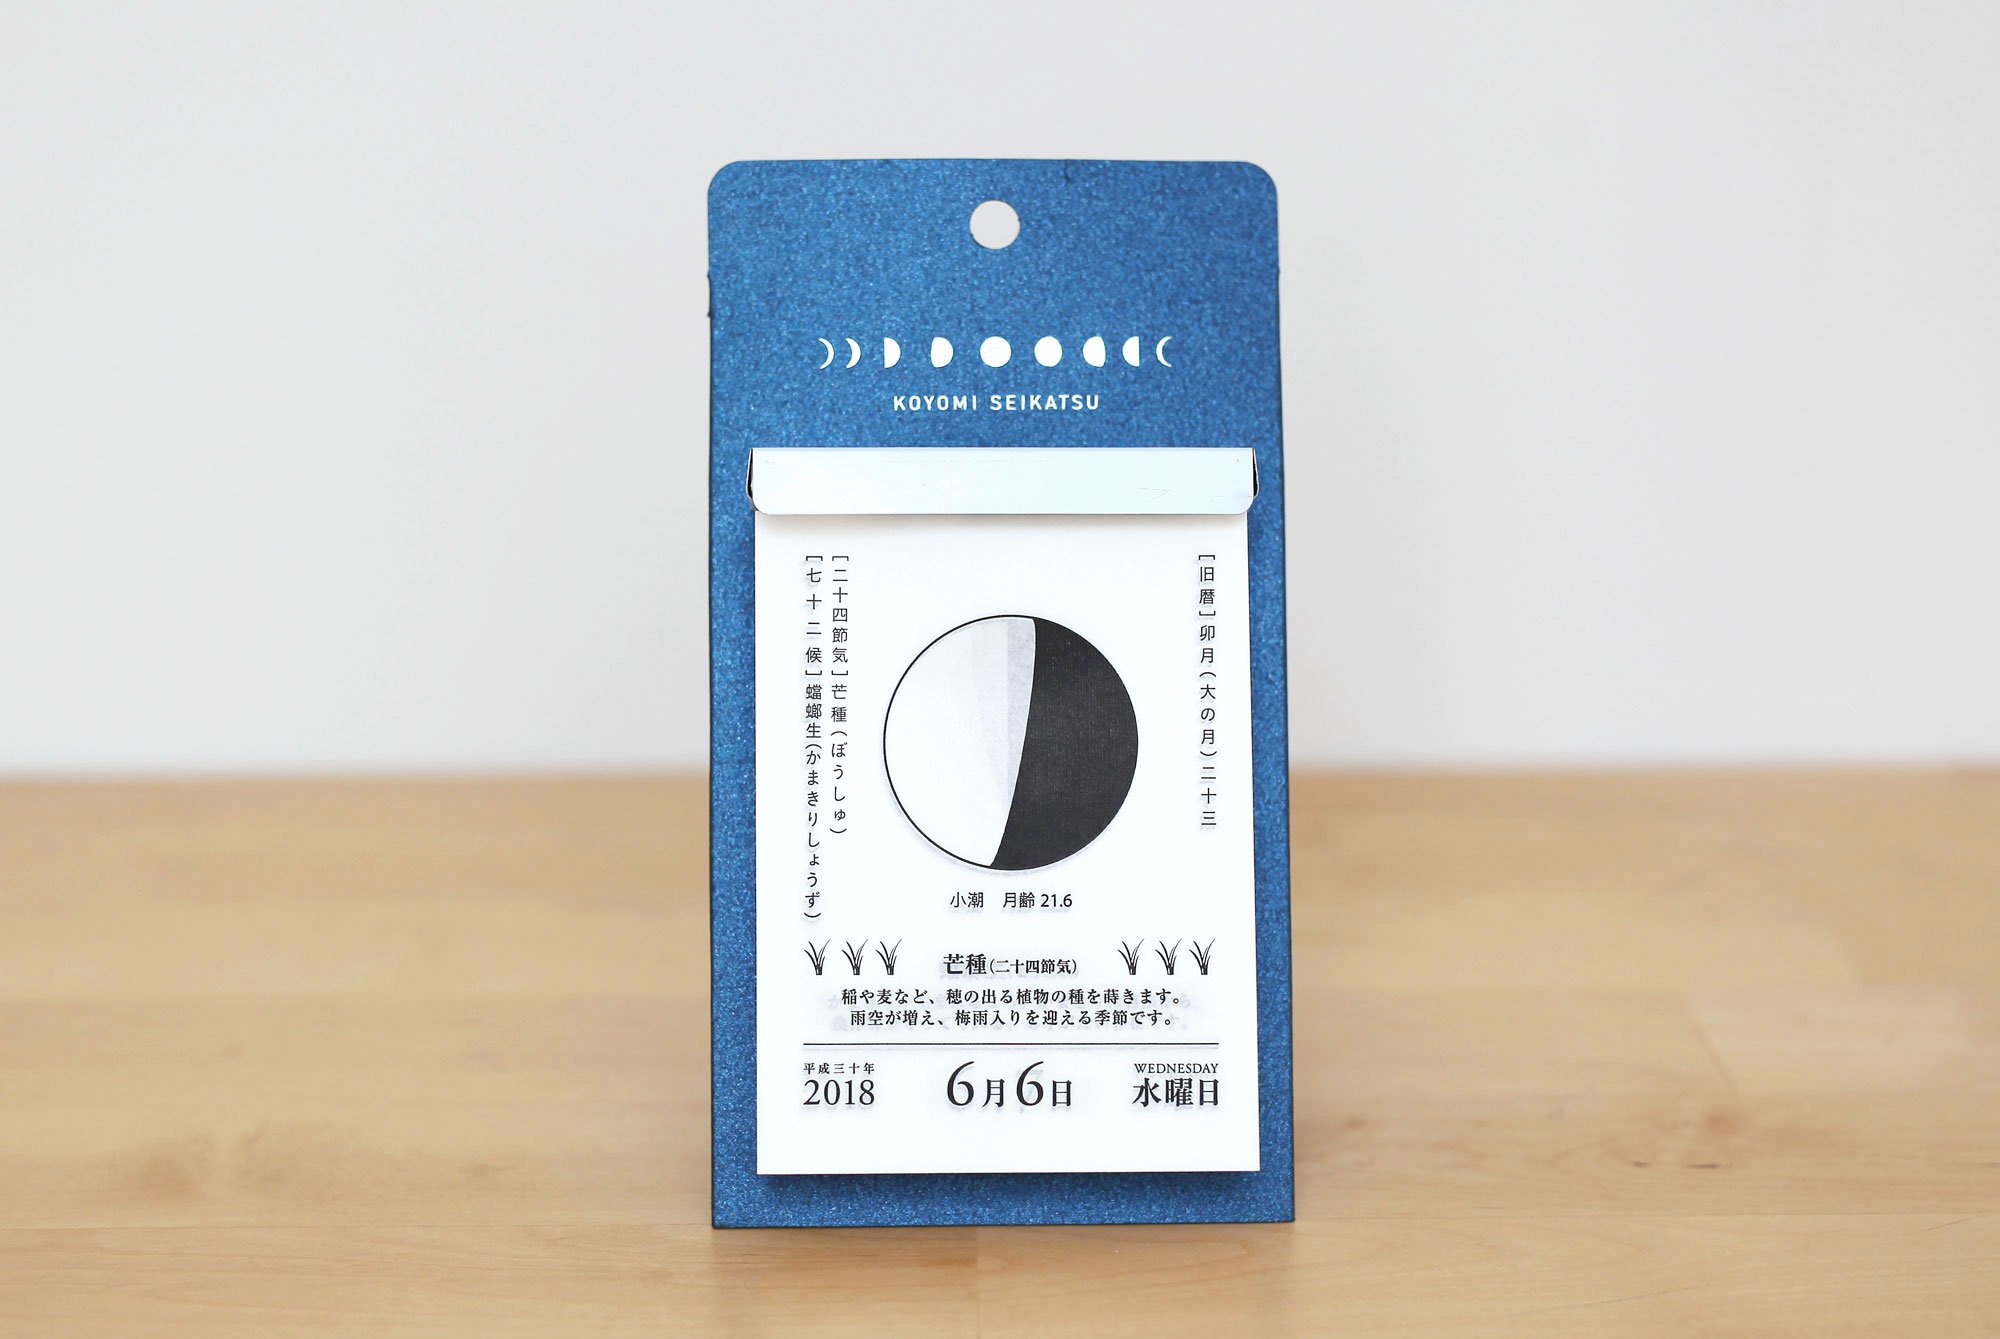 KOYOMI SEIKATSU
[旧暦]卯月(大の月)二十三
[二十四節気]芒種(ぼうしゅ)
[七十二候]蟷螂生(かまきりしょうず)
小潮 月齢 21.6
芒種(二十四節気)
稲や麦など、穂の出る植物の種を蒔きます。
雨空が増え、梅雨入りを迎える季節です。
平成三十年
2018
6月6日
WEDNESDAY
水曜日